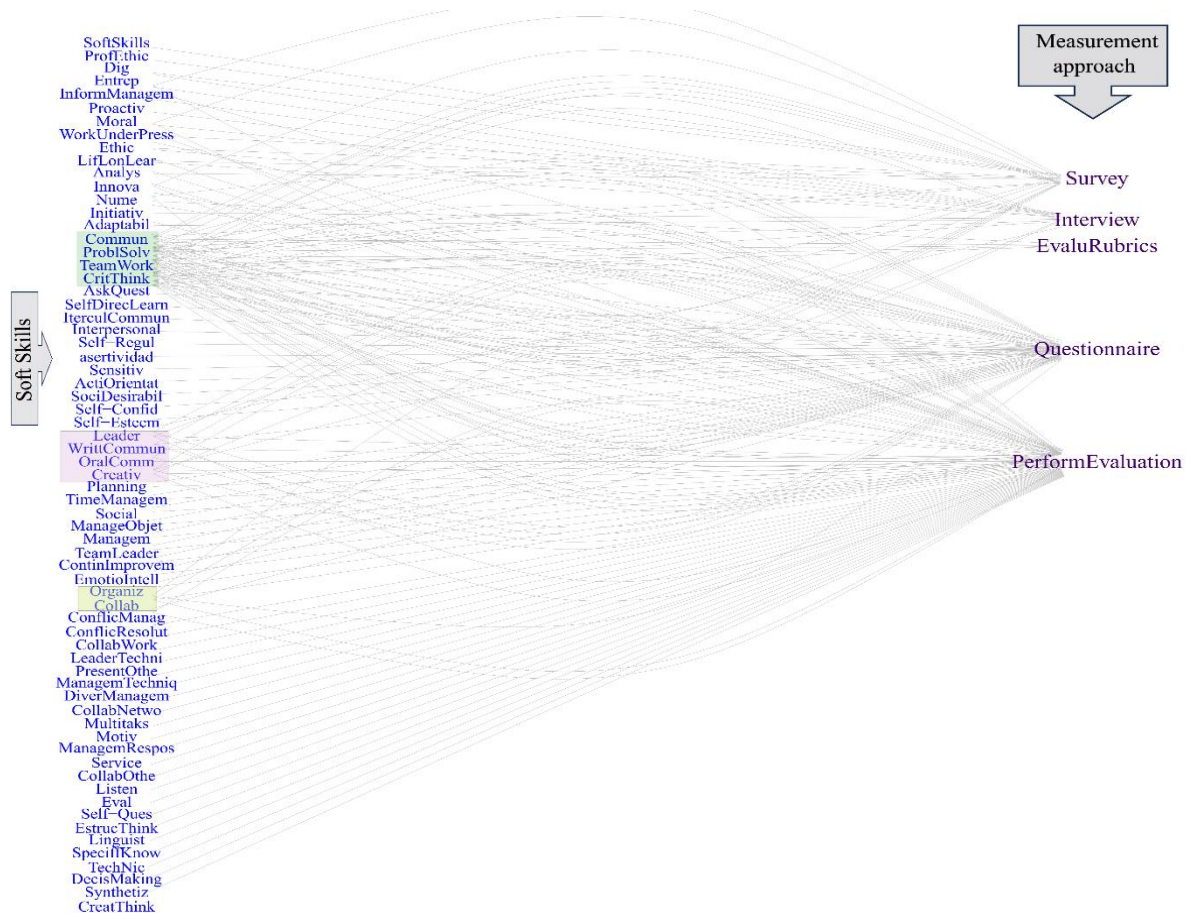 SoftSkills
ProfEthic
Dig
Entrep
InformManagem
Proactiv
Moral
WorkUnderPress
Ethic
LifLonLear
Analys
Innova
Nume
Initiativ
Adaptabil
Commun
ProblSolv
TeamWork
CritThink
AskQuest
SelfDirecLearn
IterculCommun
Interpersonal
Self-Regul
asertividad
Sensitiv
ActiOrientat
SociDesirabil
Self-Confid
Self-Esteem
Leader
WrittCommun
OralComm
Creativ
Planning
TimeManagem
Social
ManageObjet
Managem
TeamLeader
ContinImprovem
EmotioIntell
Organiz
Collab
ConflicManag
ConflicResolut
CollabWork
LeaderTechni
PresentOthe
ManagemTechniq
DiverManagem
CollabNetwo
Multitaks
Motiv
ManagemRespos
Service
CollabOthe
Listen
Eval
Self-Ques
EstrucThink
Linguist
SpecifKnow
TechNic
DecisMaking
Synthetiz
CreatThink
Soft Skills
Measurement
approach
Survey
Interview
EvaluRubrics
Questionnaire
PerformEvaluation